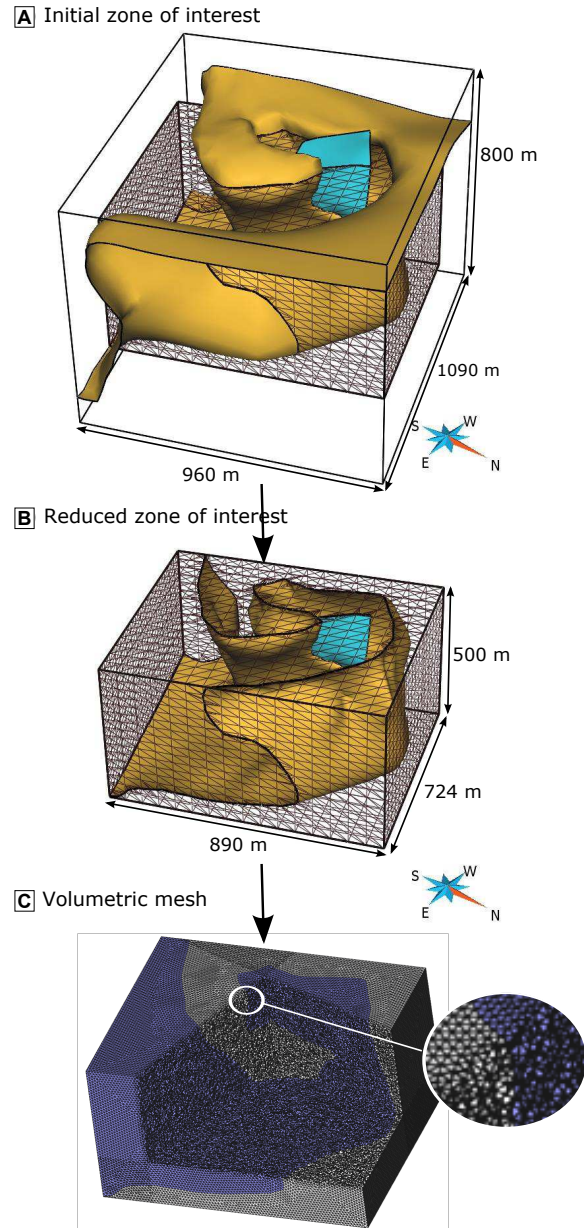 A Initial zone of interest
800 m
1090 m
960 m
S W
E N
B Reduced zone of interest
500 m
724 m
890 m
S W
E N
C Volumetric mesh